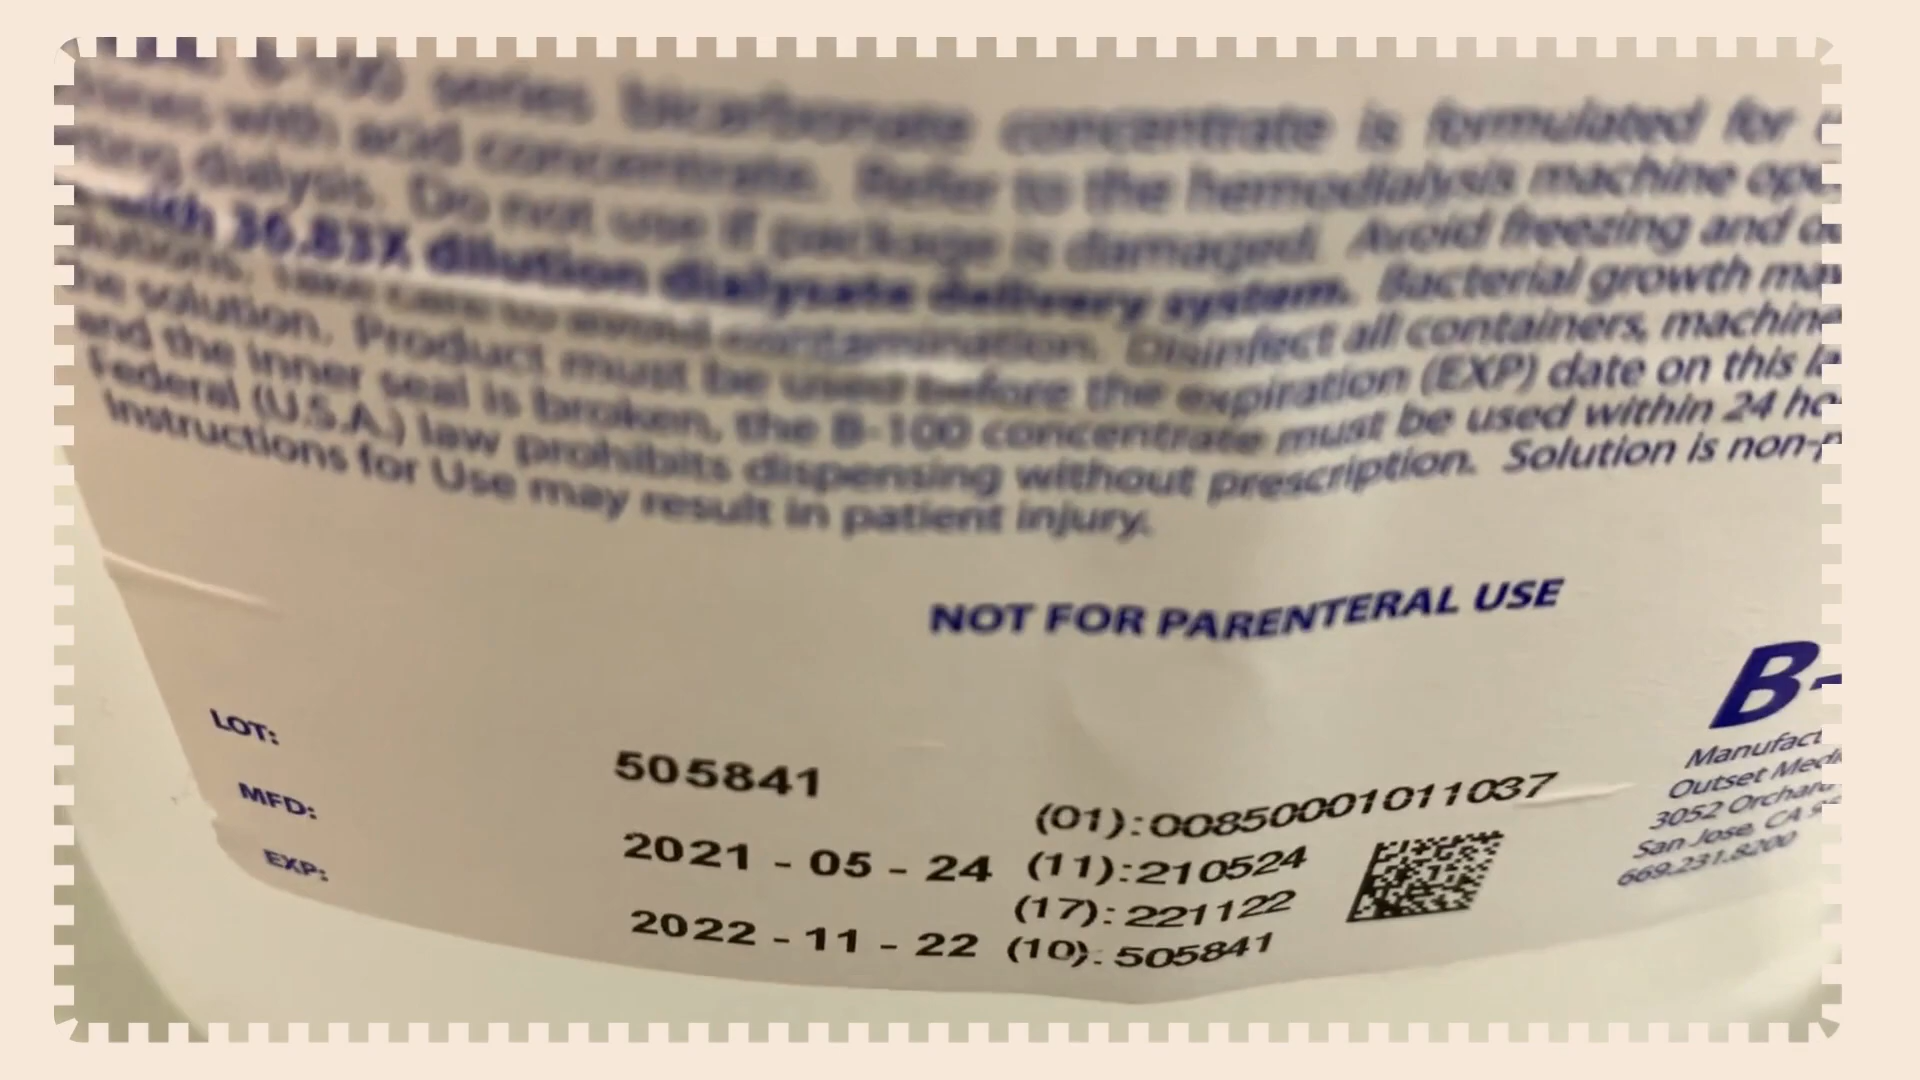 series bicarbonate concentrate is formulated for
with acid concentrate. Refer to the hemodialysis machine ope
dialysis. Do not use if package is damaged. Avoid freezing and
with 36.83X dilution dialysate delivery system. Bacterial growth may
Take care to avoid contamination. Disinfect all containers, machine
the solution. Product must be used before the expiration (EXP) date on this la
and the inner seal is broken, the B-100 concentrate must be used within 24 ho
Federal (U.S.A.) law prohibits dispensing without prescription. Solution is non-p
Instructions for Use may result in patient injury.
NOT FOR PARENTERAL USE
B-
Manufact
Outset Medi
3052 Orchard
San Jose, CA 9
669.231.8200
LOT: 505841
MFD: 2021 - 05 - 24
EXP: 2022 - 11 - 22
(01):00850001011037
(11):210524
(17):221122
(10):505841